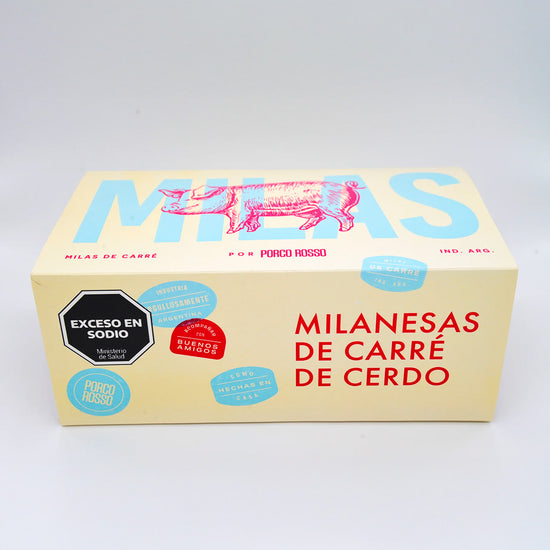 MILAS
MILAS DE CARRÉ
POR PORCO ROSSO
IND. ARG.
MILAS
DE CARRÉ
IND. ARG.
INDUSTRIA
ARGENTINA
ACOMPAÑAR
CON
BUENOS
AMIGOS
EXCESO EN
SODIO
Ministerio
de Salud
PORCO
ROSSO
COMO
HECHAS EN
CASA
MILANESAS
DE CARRÉ
DE CERDO